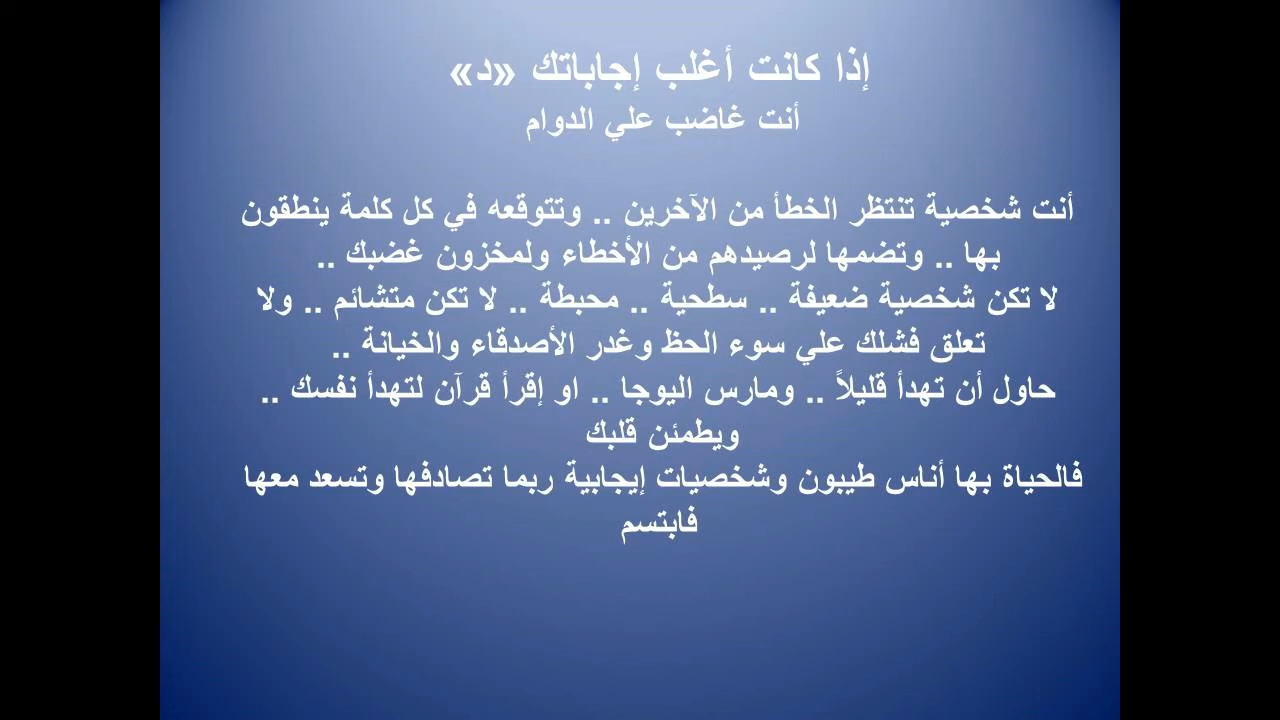 إذا كانت أغلب إجاباتك «د»
أنت غاضب علي الدوام
أنت شخصية تنتظر الخطأ من الآخرين .. وتتوقعه في كل كلمة ينطقون
بها .. وتضمها لرصيدهم من الأخطاء ولمخزون غضبك ..
لا تكن شخصية ضعيفة .. سطحية .. محبطة .. لا تكن متشائم .. ولا
تعلق فشلك علي سوء الحظ وغدر الأصدقاء والخيانة ..
حاول أن تهدأ قليلاً .. ومارس اليوجا .. او إقرأ قرآن لتهدأ نفسك ..
ويطمئن قلبك
فالحياة بها أناس طيبون وشخصيات إيجابية ربما تصادفها وتسعد معها
فابتسم